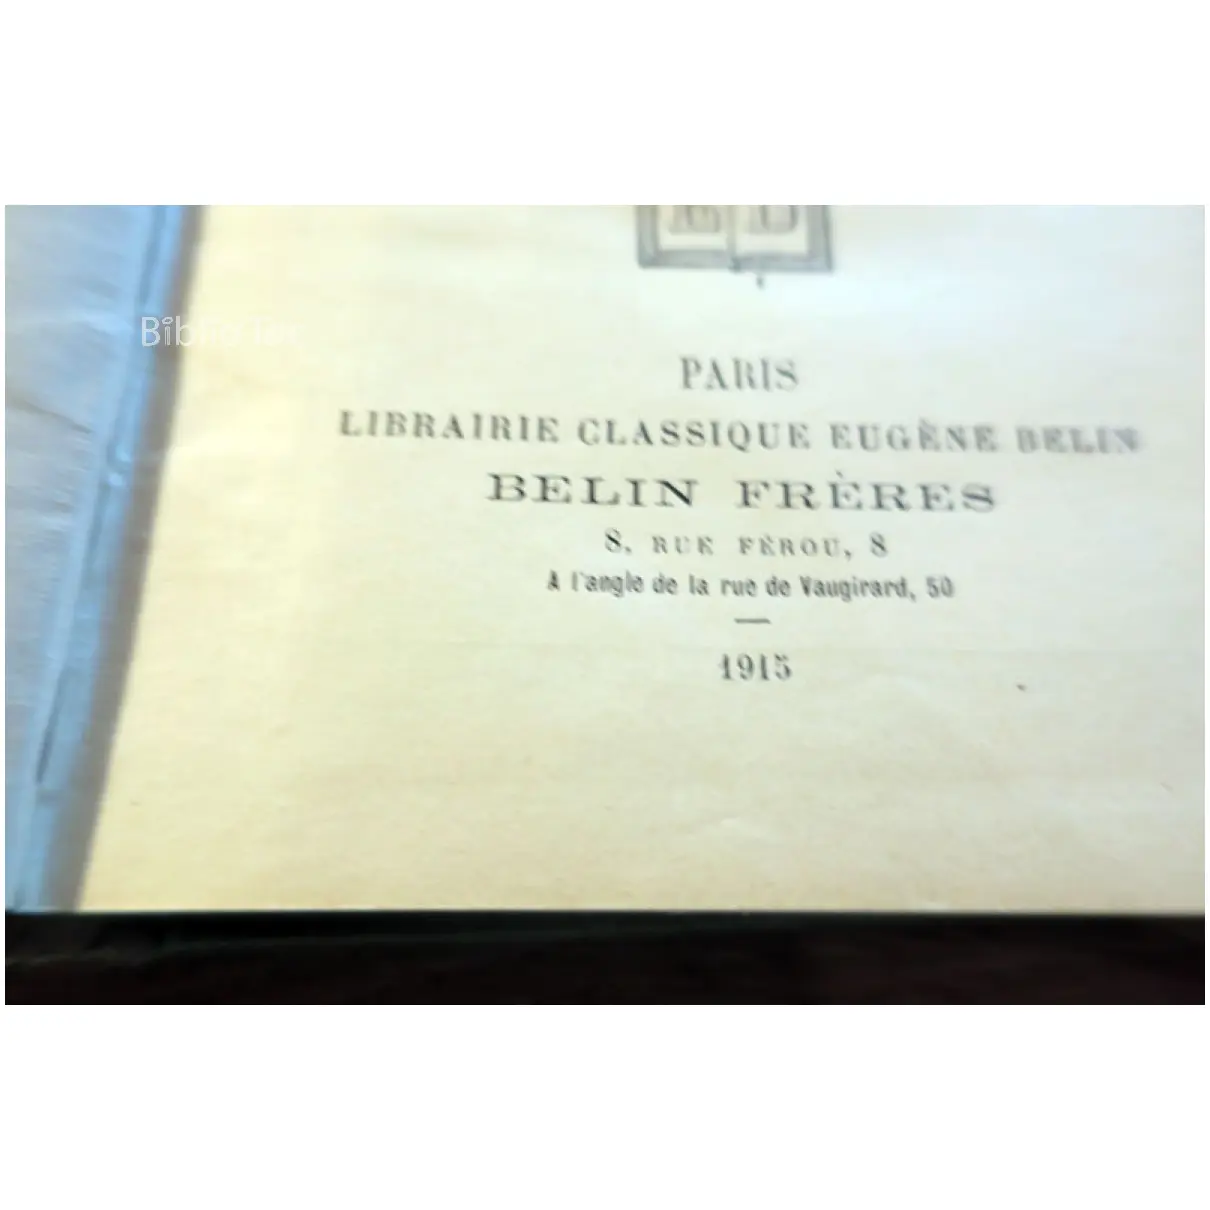 PARIS
LIBRAIRIE CLASSIQUE EUGÈNE BELIN
BELIN FRÈRES
8, RUE FÉROU, 8
A l'angle de la rue de Vaugirard, 50
1915